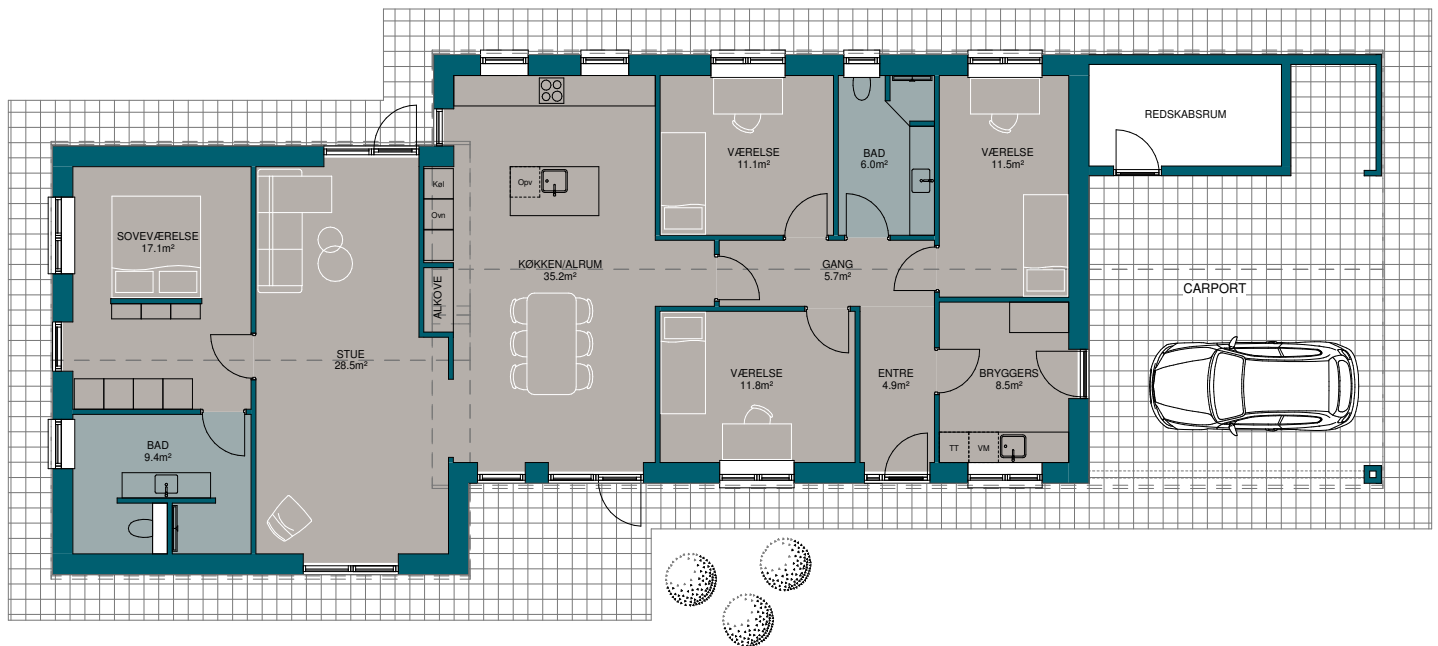 SOVEVÆRELSE
17.1m²
BAD
9.4m²
STUE
28.5m²
Køl
Ovn
ALKOVE
Opv
KØKKEN/ALRUM
35.2m²
VÆRELSE
11.1m²
BAD
6.0m²
VÆRELSE
11.5m²
GANG
5.7m²
VÆRELSE
11.8m²
ENTRE
4.9m²
BRYGGERS
8.5m²
TT
VM
REDSKABSRUM
CARPORT